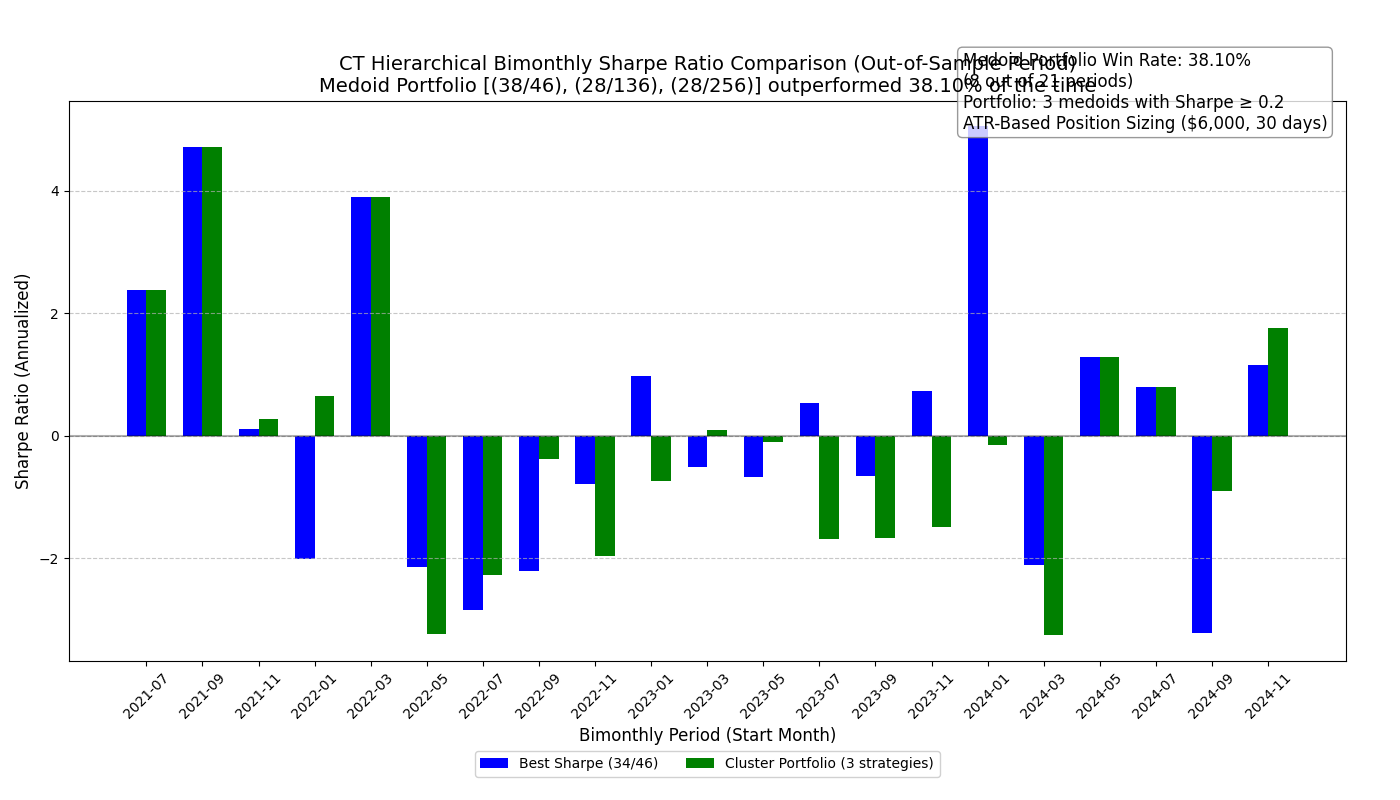 CT Hierarchical Bimonthly Sharpe Ratio Comparison (Out-of-Sample Period)
Medoid Portfolio [(38/46), (28/136), (28/256)] outperformed 38.10% of the time
Medoid Portfolio Win Rate: 38.10%
(8 out of 21 periods)
Portfolio: 3 medoids with Sharpe ≥ 0.2
ATR-Based Position Sizing ($6,000, 30 days)
Sharpe Ratio (Annualized)
4
2
0
−2
2021-07
2021-09
2021-11
2022-01
2022-03
2022-05
2022-07
2022-09
2022-11
2023-01
2023-03
2023-05
2023-07
2023-09
2023-11
2024-01
2024-03
2024-05
2024-07
2024-09
2024-11
Bimonthly Period (Start Month)
Best Sharpe (34/46)
Cluster Portfolio (3 strategies)